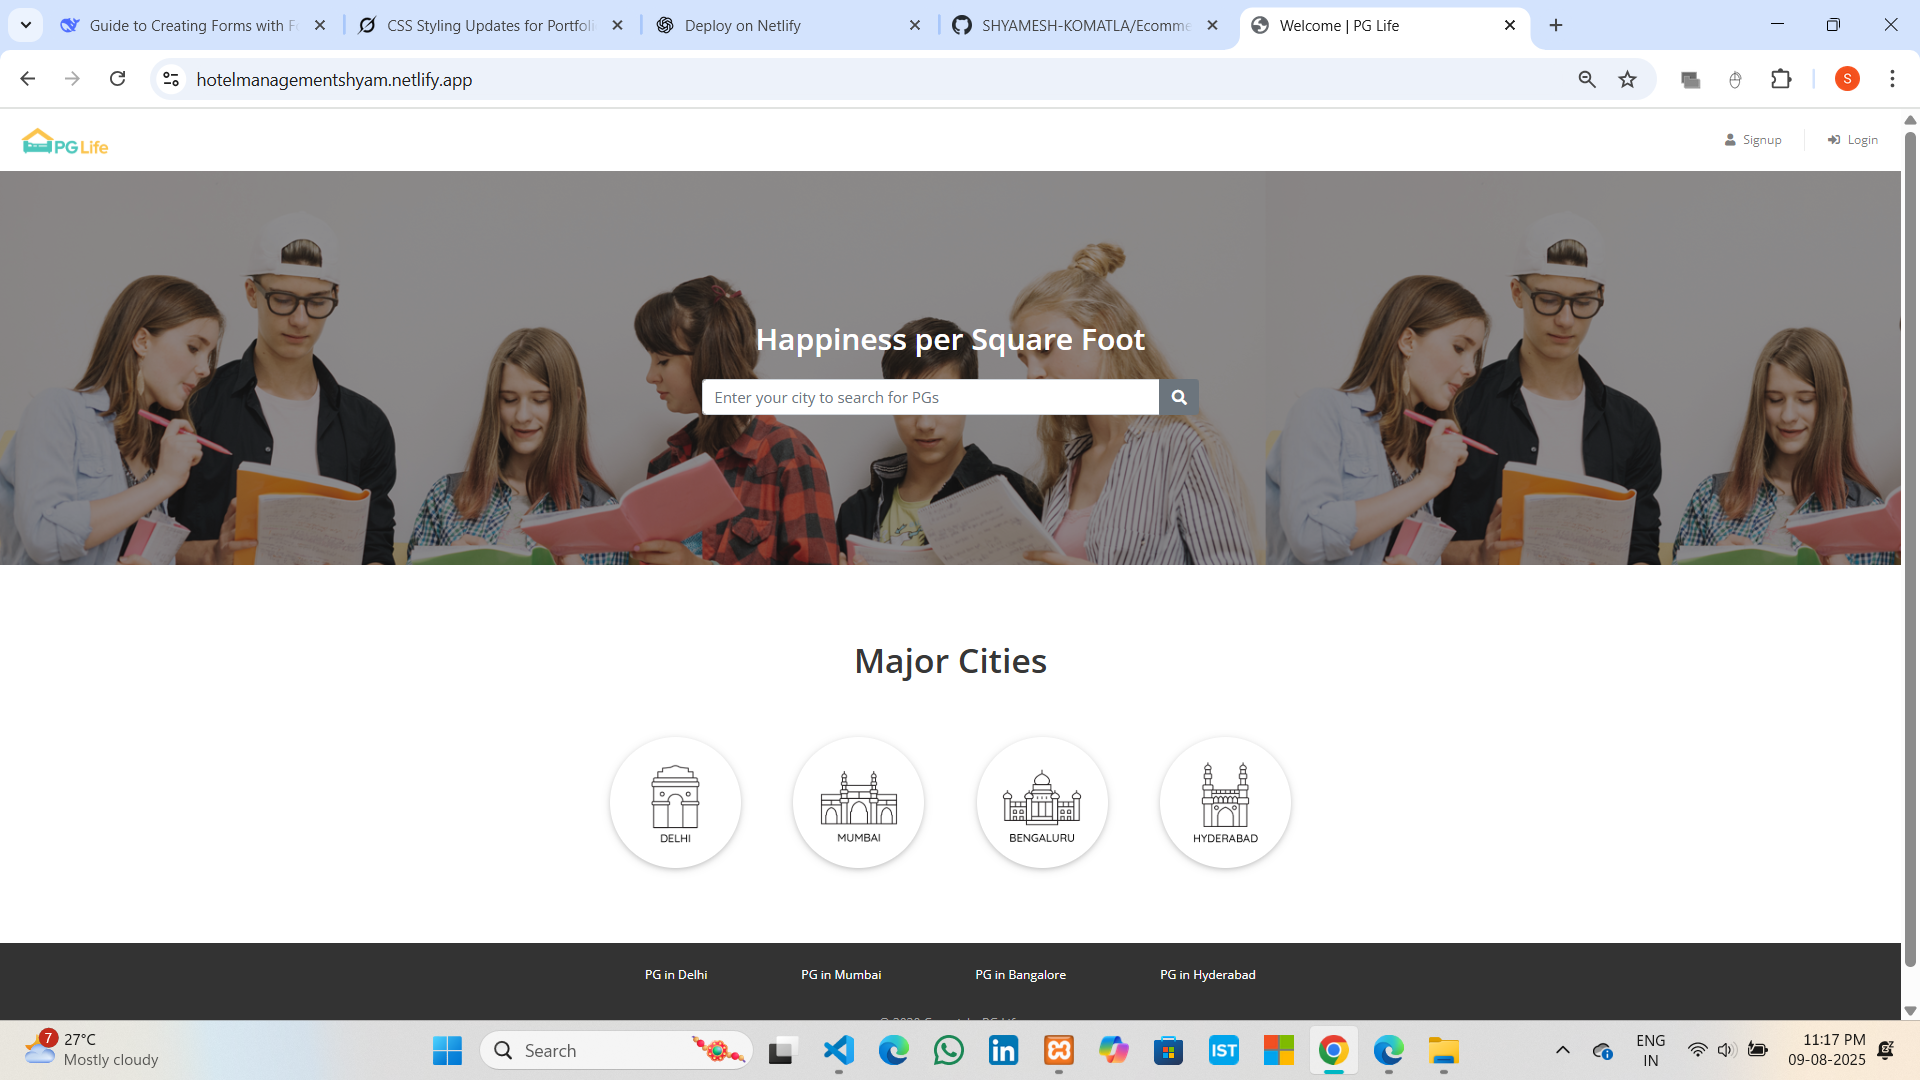 Guide to Creating Forms with F
CSS Styling Updates for Portfoli
Deploy on Netlify
SHYAMESH-KOMATLA/Ecomme
Welcome | PG Life
hotelmanagementshyam.netlify.app
S
PG Life
Signup
Login
Happiness per Square Foot
Enter your city to search for PGs
Major Cities
DELHI
MUMBAI
BENGALURU
HYDERABAD
PG in Delhi
PG in Mumbai
PG in Bangalore
PG in Hyderabad
7
27°C
Mostly cloudy
Search
IST
ENG
IN
11:17 PM
09-08-2025